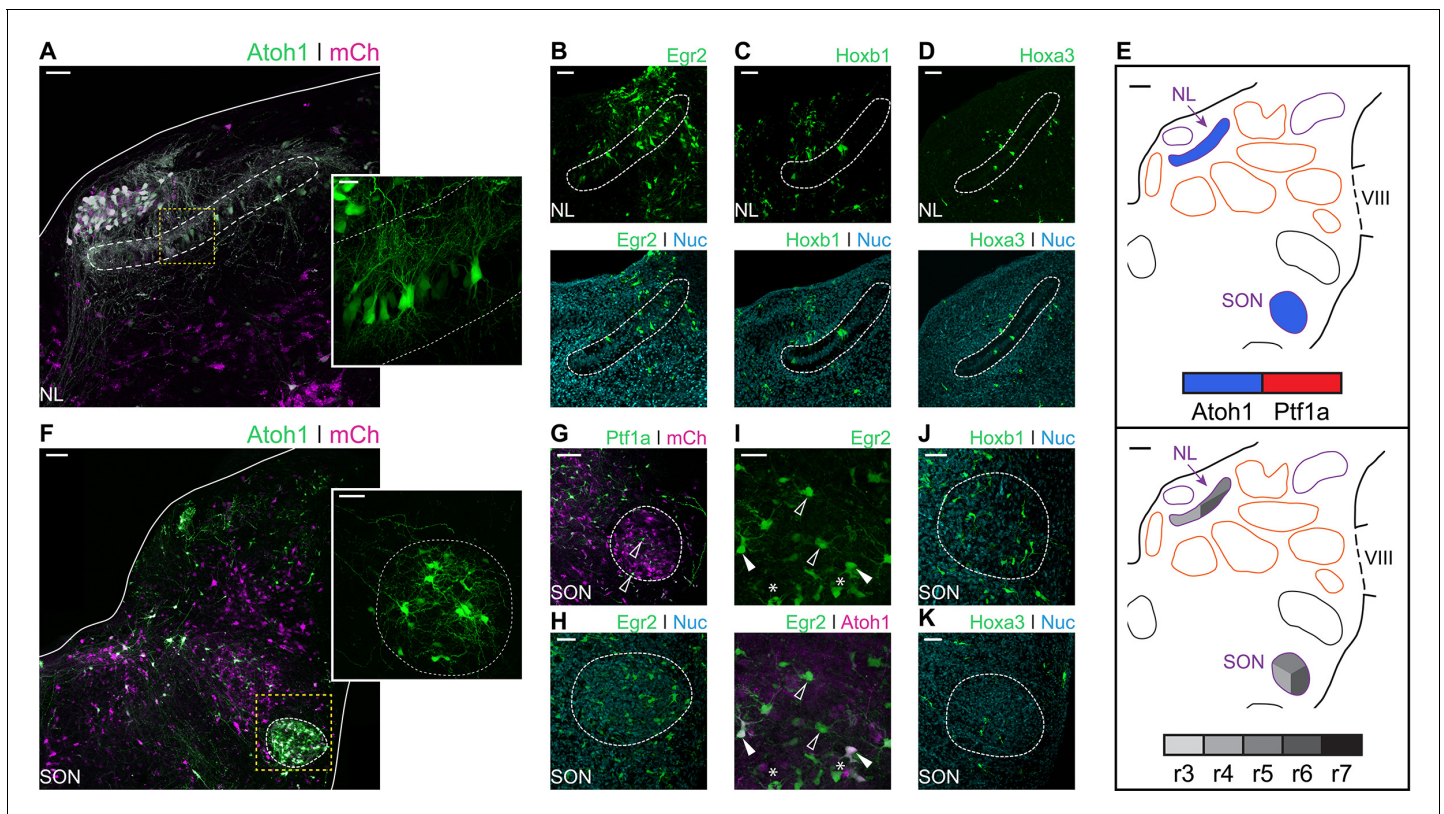 A
Atoh1 | mCh
NL
B
Egr2
NL
Egr2 | Nuc
C
Hoxb1
NL
Hoxb1 | Nuc
D
Hoxa3
NL
Hoxa3 | Nuc
E
NL
VIII
SON
Atoh1 Ptf1a
NL
VIII
SON
r3 r4 r5 r6 r7
F
Atoh1 | mCh
SON
G
Ptf1a | mCh
SON
H
Egr2 | Nuc
SON
I
Egr2
*
*
Egr2 | Atoh1
*
*
J
Hoxb1 | Nuc
SON
K
Hoxa3 | Nuc
SON